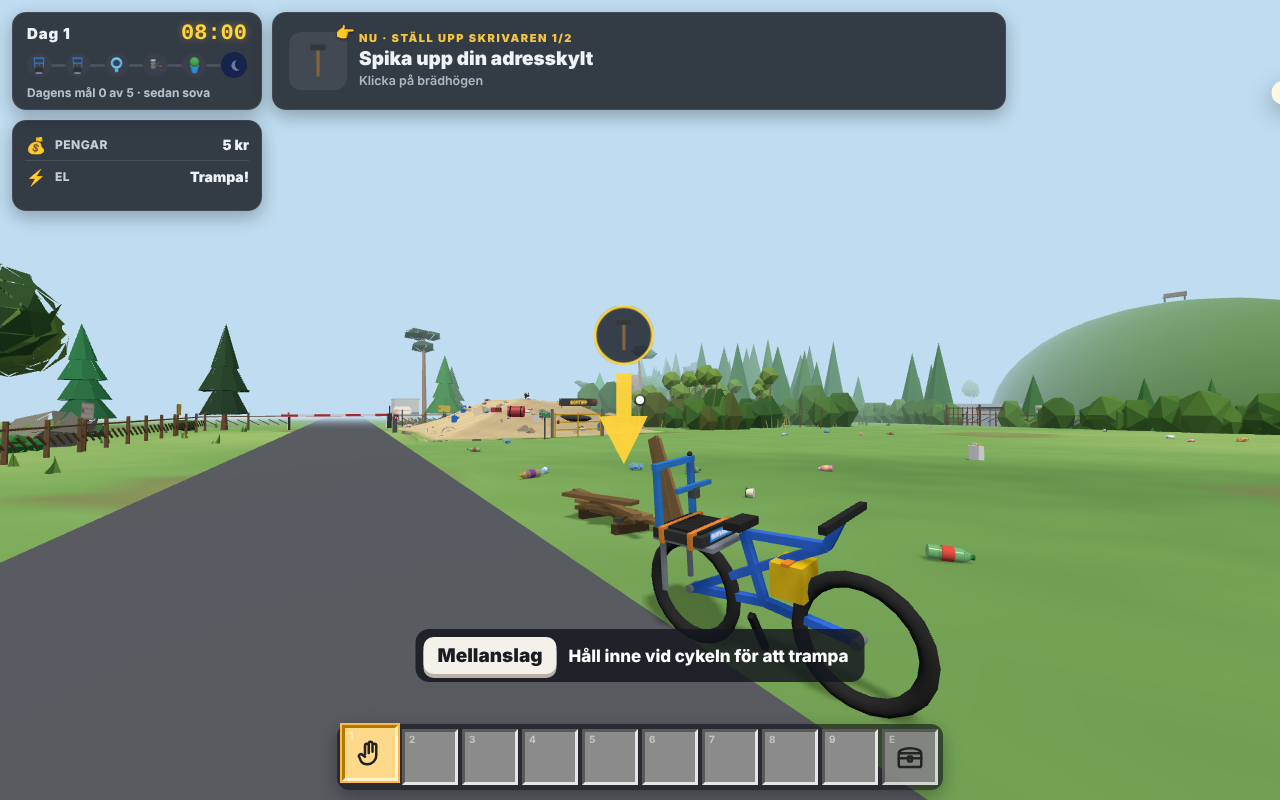 Dag 1
08:00
Dagens mål 0 av 5 · sedan sova
PENGAR
5 kr
EL
Trampa!
NU · STÄLL UPP SKRIVAREN 1/2
Spika upp din adresskylt
Klicka på brädhögen
Mellanslag
Håll inne vid cykeln för att trampa
1
2
3
4
5
6
7
8
9
E